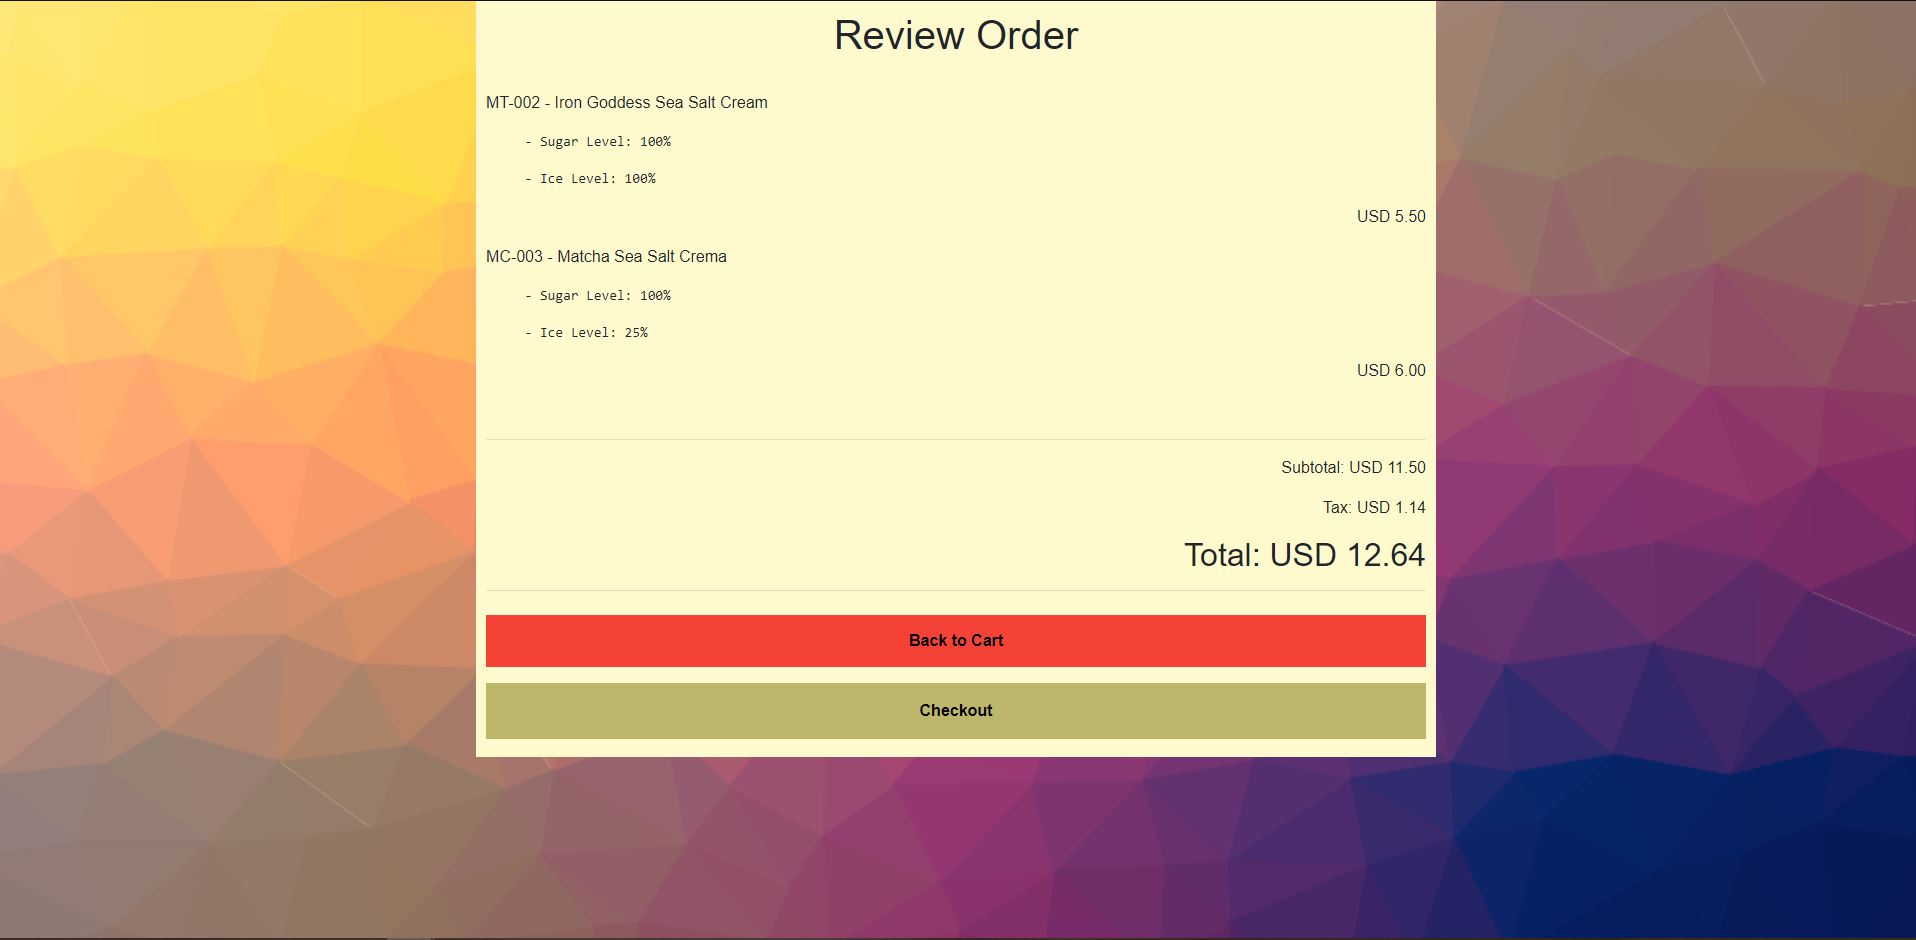 Review Order
MT-002 - Iron Goddess Sea Salt Cream
- Sugar Level: 100%
- Ice Level: 100%
USD 5.50
MC-003 - Matcha Sea Salt Crema
- Sugar Level: 100%
- Ice Level: 25%
USD 6.00
Subtotal: USD 11.50
Tax: USD 1.14
Total: USD 12.64
Back to Cart
Checkout